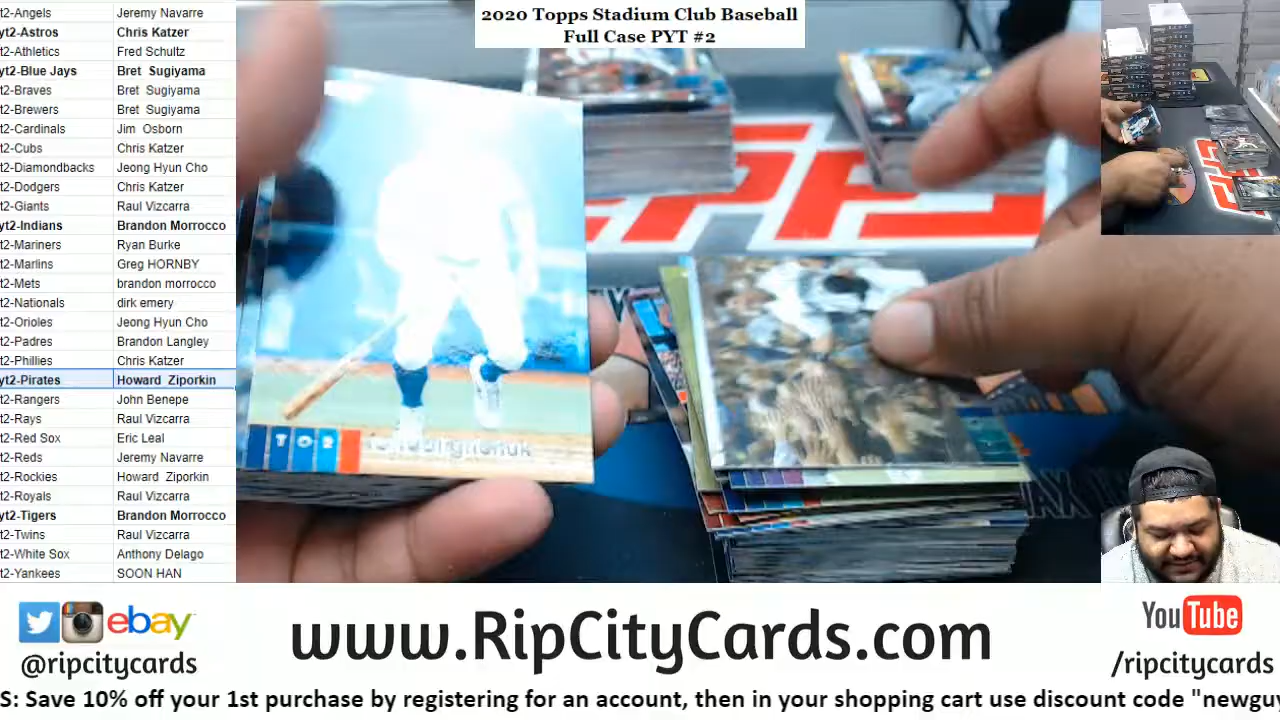 2020 Topps Stadium Club Baseball
Full Case PYT #2
t2-Angels Jeremy Navarre
yt2-Astros Chris Katzer
t2-Athletics Fred Schultz
yt2-Blue Jays Bret Sugiyama
t2-Braves Bret Sugiyama
t2-Brewers Bret Sugiyama
t2-Cardinals Jim Osborn
t2-Cubs Chris Katzer
t2-Diamondbacks Jeong Hyun Cho
t2-Dodgers Chris Katzer
t2-Giants Raul Vizcarra
yt2-Indians Brandon Morrocco
t2-Mariners Ryan Burke
t2-Marlins Greg HORNBY
t2-Mets brandon morrocco
t2-Nationals dirk emery
t2-Orioles Jeong Hyun Cho
t2-Padres Brandon Langley
t2-Phillies Chris Katzer
yt2-Pirates Howard Ziporkin
t2-Rangers John Benepe
t2-Rays Raul Vizcarra
t2-Red Sox Eric Leal
t2-Reds Jeremy Navarre
t2-Rockies Howard Ziporkin
t2-Royals Raul Vizcarra
yt2-Tigers Brandon Morrocco
t2-Twins Raul Vizcarra
t2-White Sox Anthony Delago
t2-Yankees SOON HAN
ebay
@ripcitycards
www.RipCityCards.com
YouTube
/ripcitycards
S: Save 10% off your 1st purchase by registering for an account, then in your shopping cart use discount code "newguy